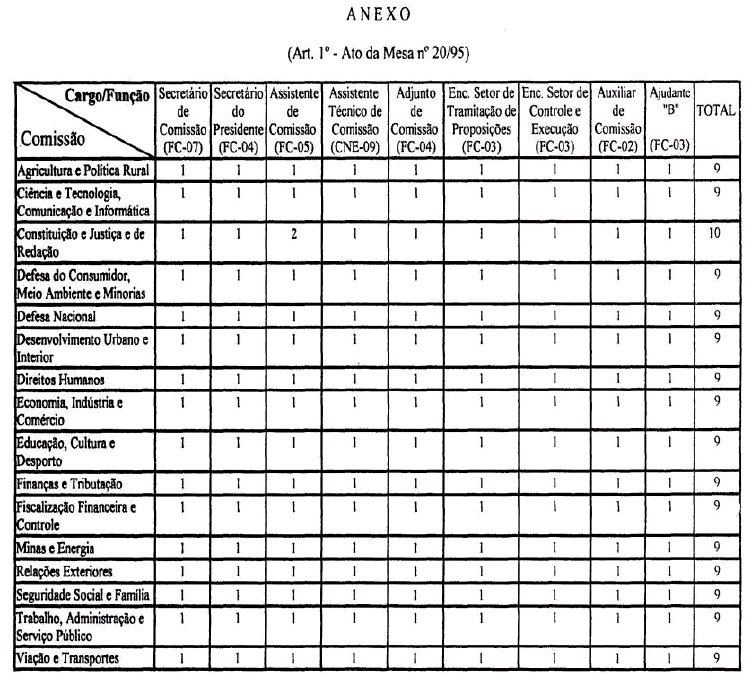 ANEXO
(Art. 1º - Ato da Mesa nº 20/95)
Cargo/Função
Comissão
Secretário de Comissão (FC-07)
Secretário do Presidente (FC-04)
Assistente de Comissão (FC-05)
Assistente Técnico de Comissão (CNE-09)
Adjunto de Comissão (FC-04)
Enc. Setor de Tramitação de Proposições (FC-03)
Enc. Setor de Controle e Execução (FC-03)
Auxiliar de Comissão (FC-02)
Ajudante "B" (FC-03)
TOTAL
Agricultura e Política Rural 1 1 1 1 1 1 1 1 1 9
Ciência e Tecnologia, 1 1 1 1 1 1 1 1 1 9
Comunicação e Informática
Constituição e Justiça e de 1 1 2 1 1 1 1 1 1 10
Redação
Defesa do Consumidor, 1 1 1 1 1 1 1 1 1 9
Meio Ambiente e Minorias
Defesa Nacional 1 1 1 1 1 1 1 1 1 9
Desenvolvimento Urbano e 1 1 1 1 1 1 1 1 1 9
Interior
Direitos Humanos 1 1 1 1 1 1 1 1 1 9
Economia, Indústria e 1 1 1 1 1 1 1 1 1 9
Comércio
Educação, Cultura e 1 1 1 1 1 1 1 1 1 9
Desporto
Finanças e Tributação 1 1 1 1 1 1 1 1 1 9
Fiscalização Financeira e 1 1 1 1 1 1 1 1 1 9
Controle
Minas e Energia 1 1 1 1 1 1 1 1 1 9
Relações Exteriores 1 1 1 1 1 1 1 1 1 9
Seguridade Social e Família 1 1 1 1 1 1 1 1 1 9
Trabalho, Administração e 1 1 1 1 1 1 1 1 1 9
Serviço Público
Viação e Transportes 1 1 1 1 1 1 1 1 1 9